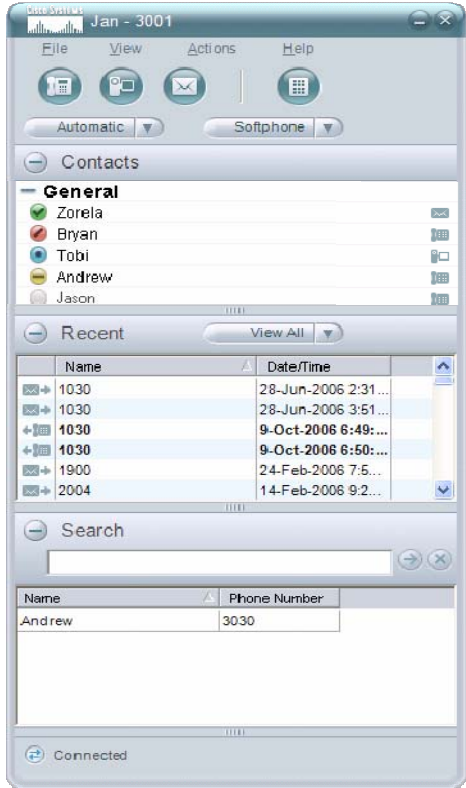 Cisco Systems
Jan - 3001
File View Actions Help
Automatic Softphone
Contacts
General
Zorela
Bryan
Tobi
Andrew
Jason
Recent View All
Name Date/Time
1030 28-Jun-2006 2:31...
1030 28-Jun-2006 3:51...
1030 9-Oct-2006 6:49:...
1030 9-Oct-2006 6:50:...
1900 24-Feb-2006 7:5...
2004 14-Feb-2006 9:2...
Search
Name Phone Number
Andrew 3030
Connected